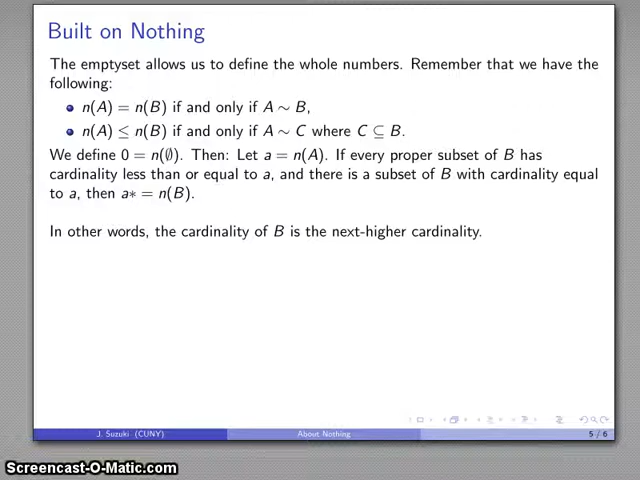 Built on Nothing
The emptyset allows us to define the whole numbers. Remember that we have the
following:
n(A) = n(B) if and only if A ∼ B,
n(A) ≤ n(B) if and only if A ∼ C where C ⊆ B.
We define 0 = n(∅). Then: Let a = n(A). If every proper subset of B has
cardinality less than or equal to a, and there is a subset of B with cardinality equal
to a, then a∗ = n(B).
In other words, the cardinality of B is the next-higher cardinality.
J. Suzuki (CUNY) About Nothing 5 / 6
Screencast-O-Matic.com